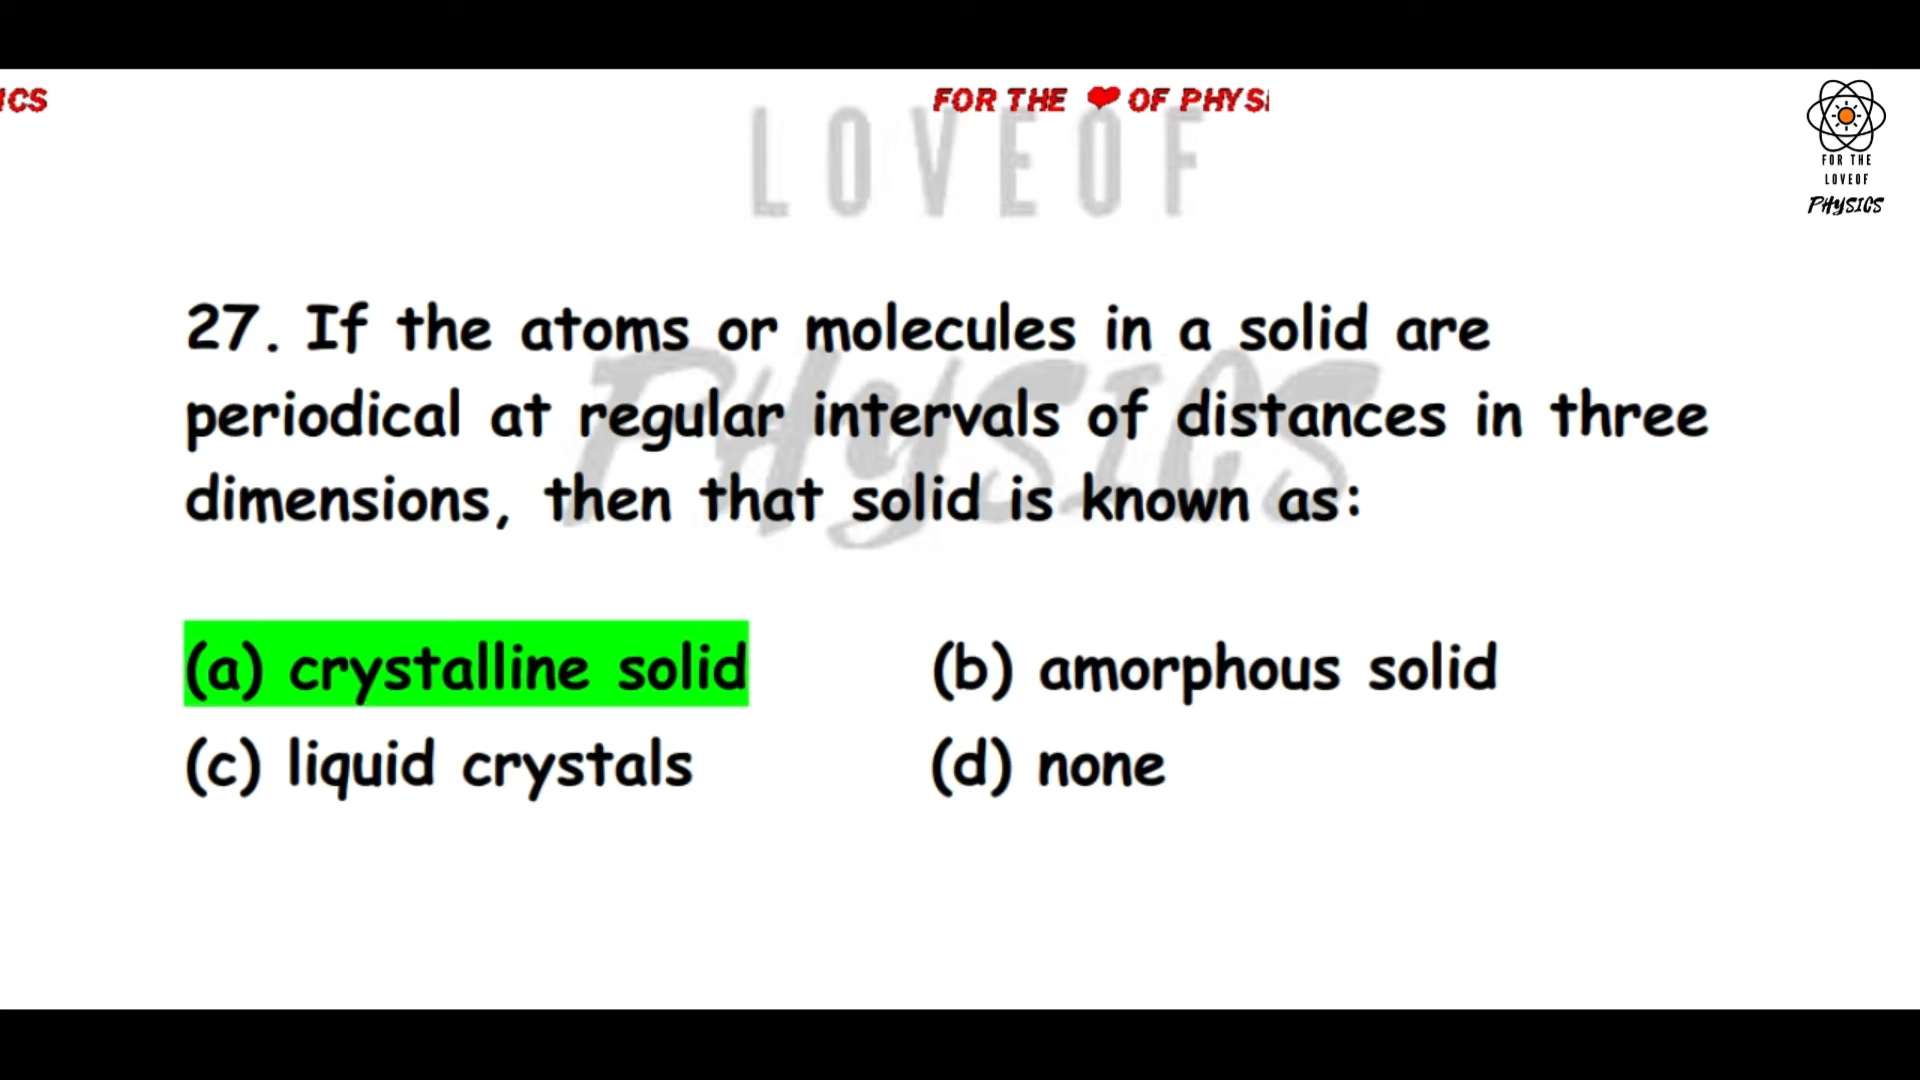 ICS
FOR THE ❤ OF PHYSI
LOVEOF
FOR THE
LOVEOF
PHYSICS
27. If the atoms or molecules in a solid are
periodical at regular intervals of distances in three
dimensions, then that solid is known as:
PHYSICS
(a) crystalline solid (b) amorphous solid
(c) liquid crystals (d) none